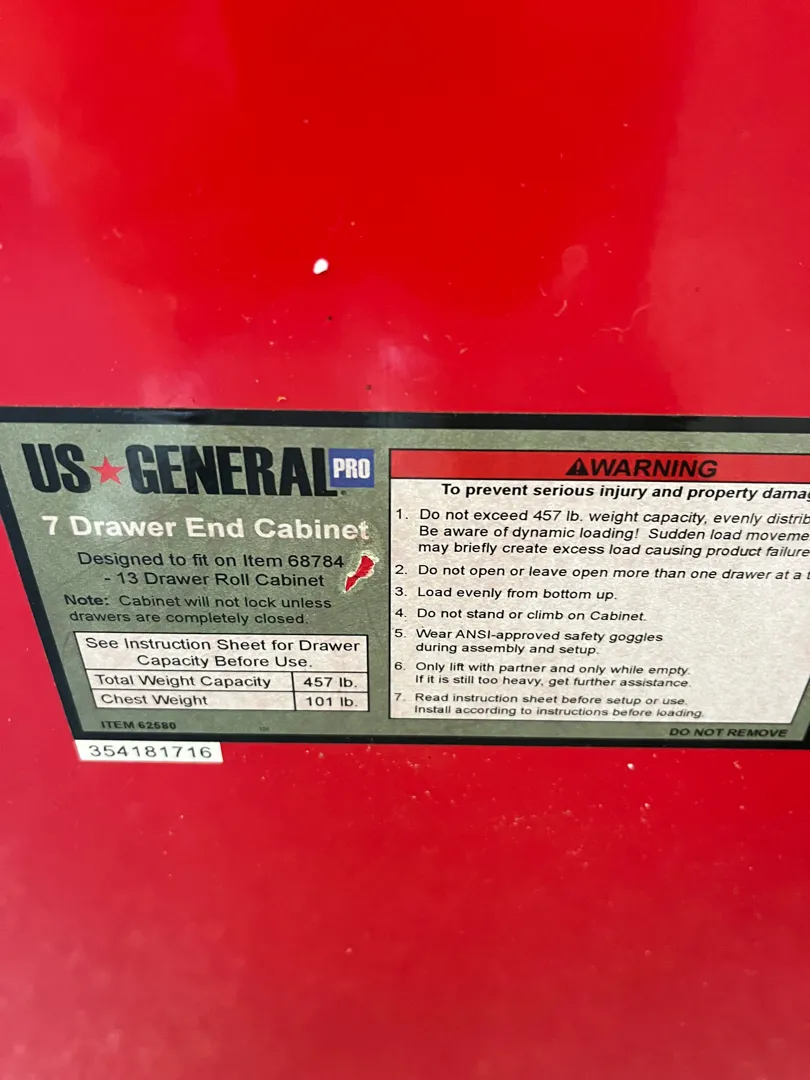 US★GENERAL PRO
7 Drawer End Cabinet
Designed to fit on Item 68784
- 13 Drawer Roll Cabinet
Note: Cabinet will not lock unless
drawers are completely closed.
See Instruction Sheet for Drawer
Capacity Before Use.
Total Weight Capacity 457 lb.
Chest Weight 101 lb.
ITEM 62580
354181716
⚠WARNING
To prevent serious injury and property
1. Do not exceed 457 lb. weight capacity, evenly
Be aware of dynamic loading! Sudden load
may briefly create excess load causing product failure
2. Do not open or leave open more than one drawer at a
3. Load evenly from bottom up.
4. Do not stand or climb on Cabinet.
5. Wear ANSI-approved safety goggles
during assembly and setup.
6. Only lift with partner and only while empty.
If it is still too heavy, get further assistance.
7. Read instruction sheet before setup or use.
Install according to instructions before loading.
DO NOT REMOVE